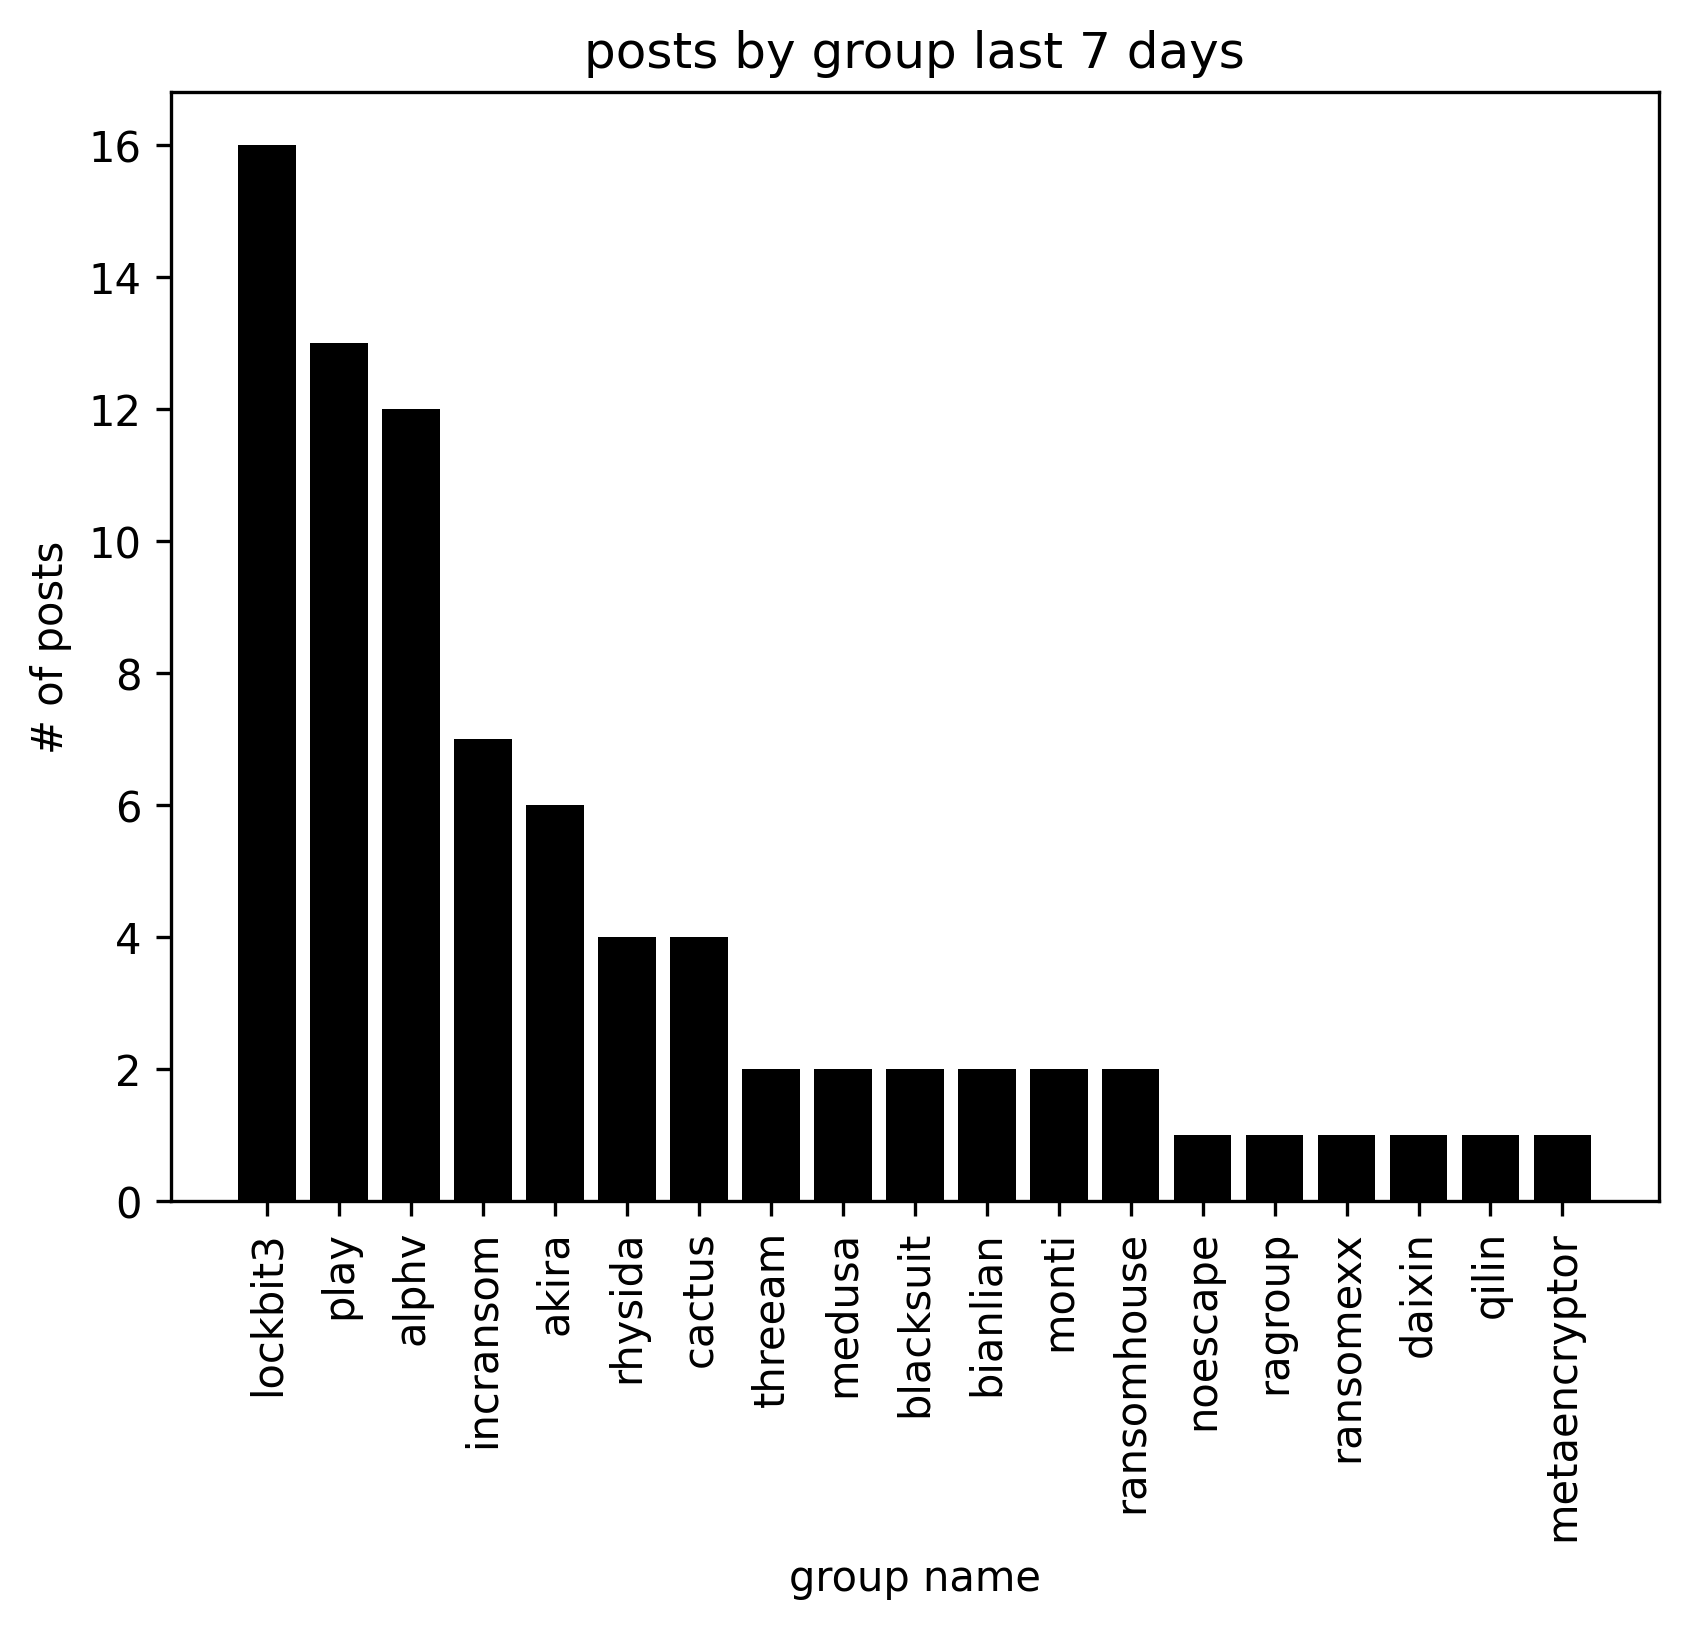 posts by group last 7 days
16
14
12
10
8
6
4
2
0
# of posts
lockbit3
play
alphv
incransom
akira
rhysida
cactus
threeam
medusa
blacksuit
bianlian
monti
ransomhouse
noescape
ragroup
ransomexx
daixin
qilin
metaencryptor
group name